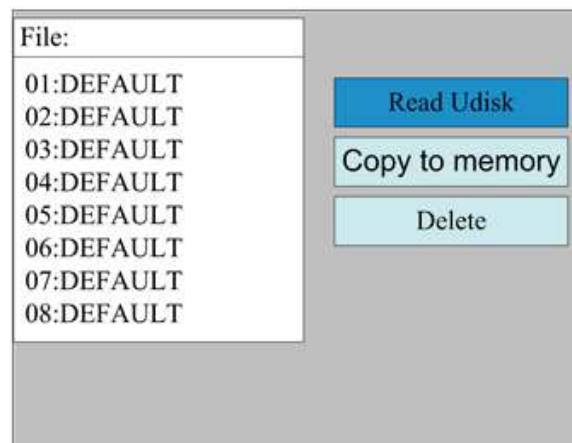 File:
01:DEFAULT
02:DEFAULT
03:DEFAULT
04:DEFAULT
05:DEFAULT
06:DEFAULT
07:DEFAULT
08:DEFAULT
Read Udisk
Copy to memory
Delete